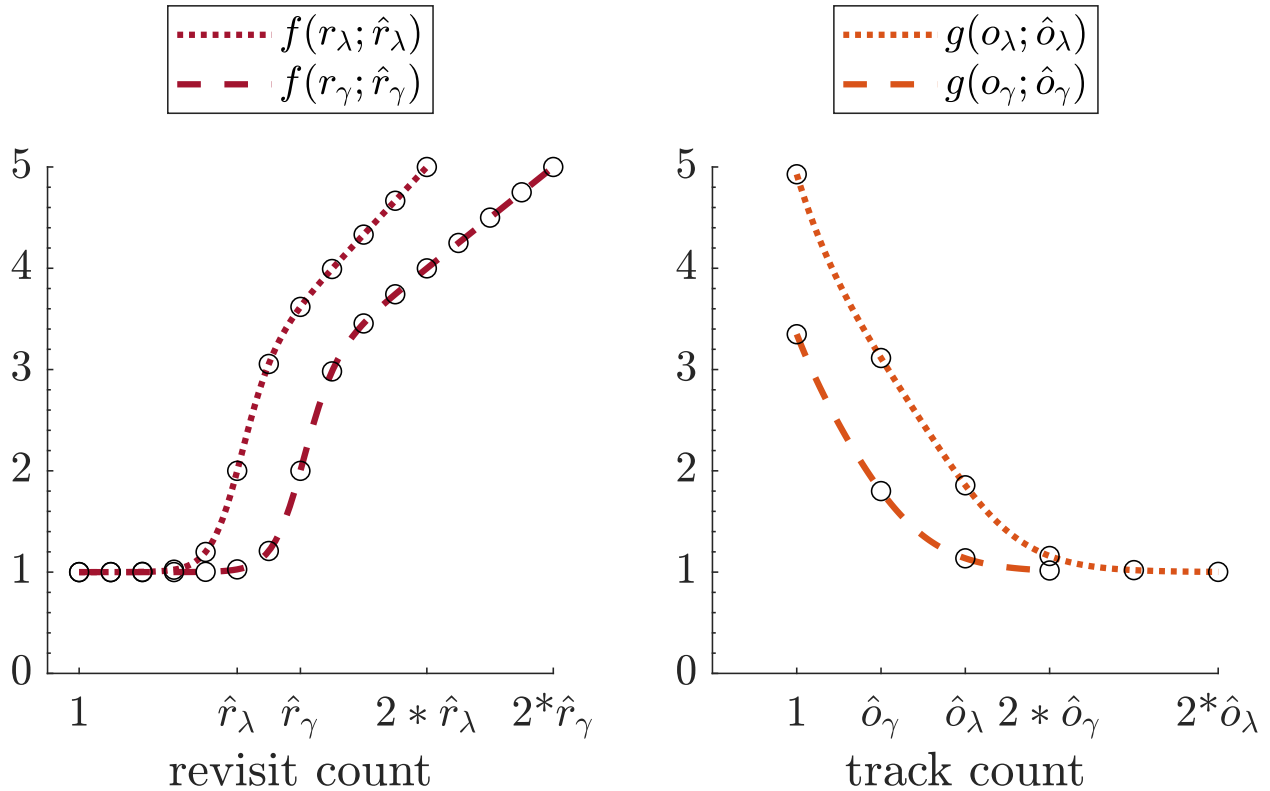 f(r_λ; r̂_λ)
f(r_γ; r̂_γ)
5
4
3
2
1
0
1 r̂_λ r̂_γ 2 * r̂_λ 2*r̂_γ
revisit count
g(o_λ; ô_λ)
g(o_γ; ô_γ)
5
4
3
2
1
0
1 ô_γ ô_λ 2 * ô_γ 2*ô_λ
track count